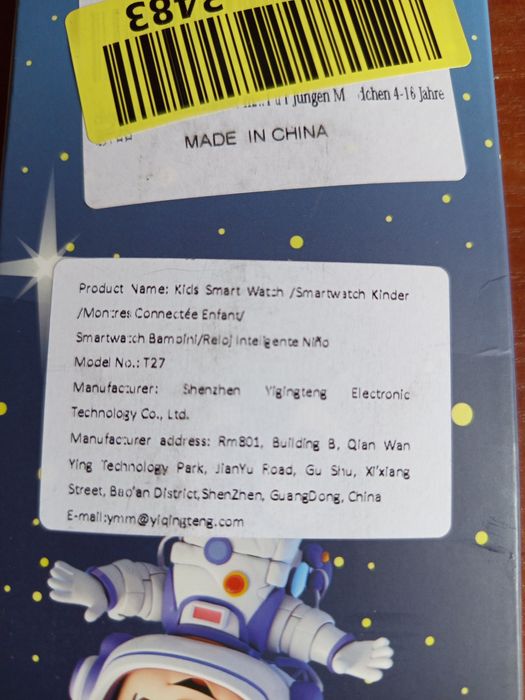 3483
Jungen M dchen 4-16 Jahre
MADE IN CHINA
Product Name: Kids Smart Watch /Smartwatch Kinder
/Montres Connectée Enfant/
Smartwatch Bambini/Reloj Inteligente Niño
Model No.: T27
Manufacturer: Shenzhen Yiqingteng Electronic
Technology Co., Ltd.
Manufacturer address: Rm801, Building B, Qian Wan
Ying Technology Park, JianYu Road, Gu Shu, Xi'xiang
Street, Bao'an District,ShenZhen, GuangDong, China
E-mail:ymm@yiqingteng.com